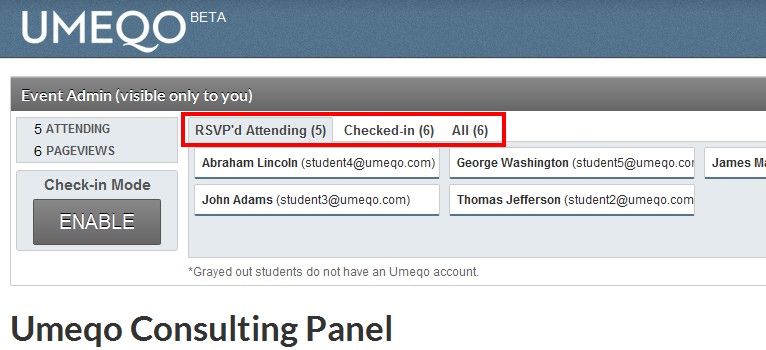 UMEQO BETA
Event Admin (visible only to you)
5 ATTENDING
6 PAGEVIEWS
Check-in Mode
ENABLE
RSVP'd Attending (5) Checked-in (6) All (6)
Abraham Lincoln (student4@umeqo.com) George Washington (student5@umeqo.con James
John Adams (student3@umeqo.com) Thomas Jefferson (student2@umeqo.com
*Grayed out students do not have an Umeqo account.
Umeqo Consulting Panel